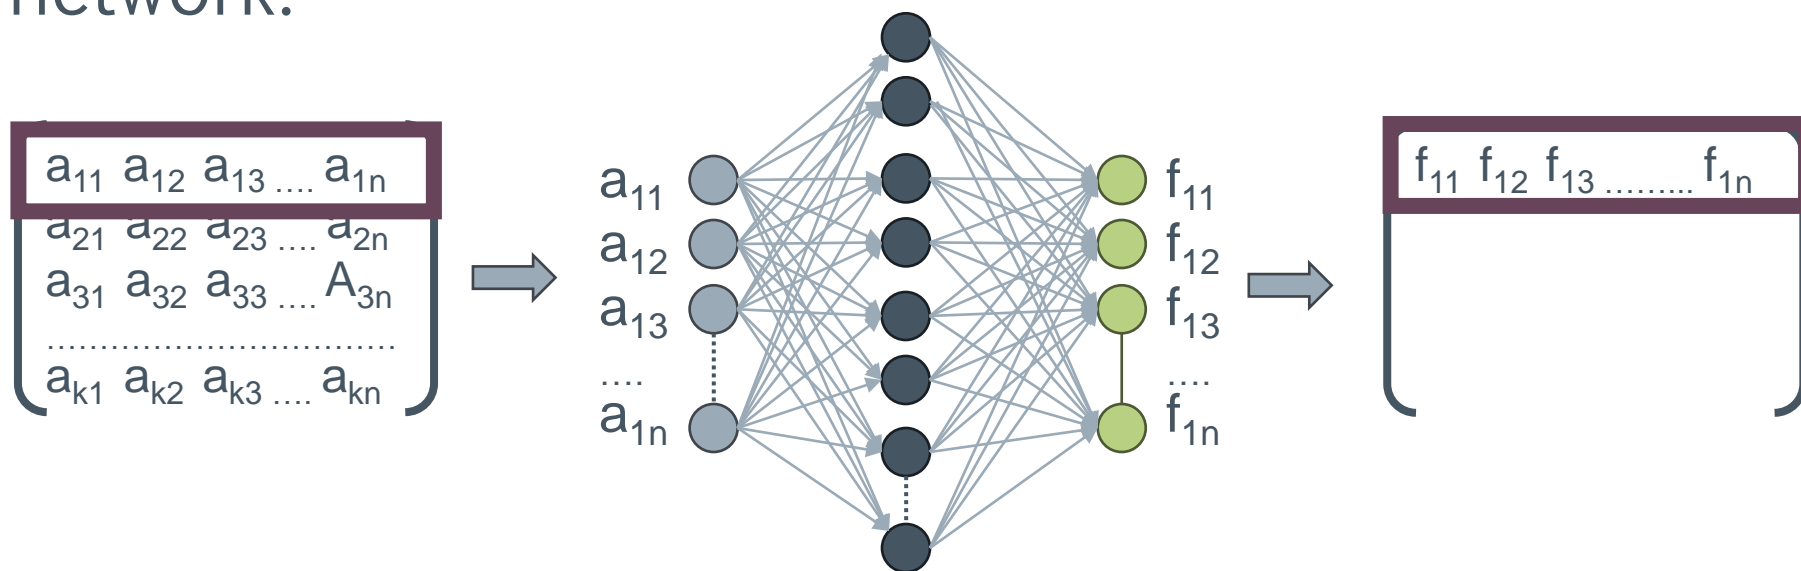 network.
a₁₁ a₁₂ a₁₃ .... a₁ₙ
a₂₁ a₂₂ a₂₃ .... a₂ₙ
a₃₁ a₃₂ a₃₃ .... A₃ₙ
.................................
aₖ₁ aₖ₂ aₖ₃ .... aₖₙ
a₁₁
a₁₂
a₁₃
....
a₁ₙ
f₁₁
f₁₂
f₁₃
....
f₁ₙ
f₁₁ f₁₂ f₁₃ ......... f₁ₙ